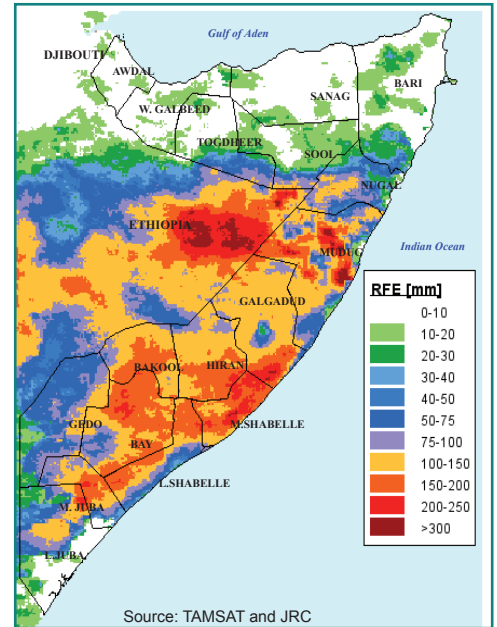 Gulf of Aden
DJIBOUTI
AWDAL
BARI
SANAG
W. GALBEED
TOGDHEER
SOOL
NUGAL
ETHIOPIA
Indian Ocean
MUDUG
GALGADUD
RFE [mm]
0-10
10-20
20-30
30-40
40-50
50-75
75-100
100-150
150-200
200-250
>300
BAKOOL
HIRAN
GEDO
M.SHABELLE
BAY
L.SHABELLE
M. JUBA
L.JUBA
Source: TAMSAT and JRC